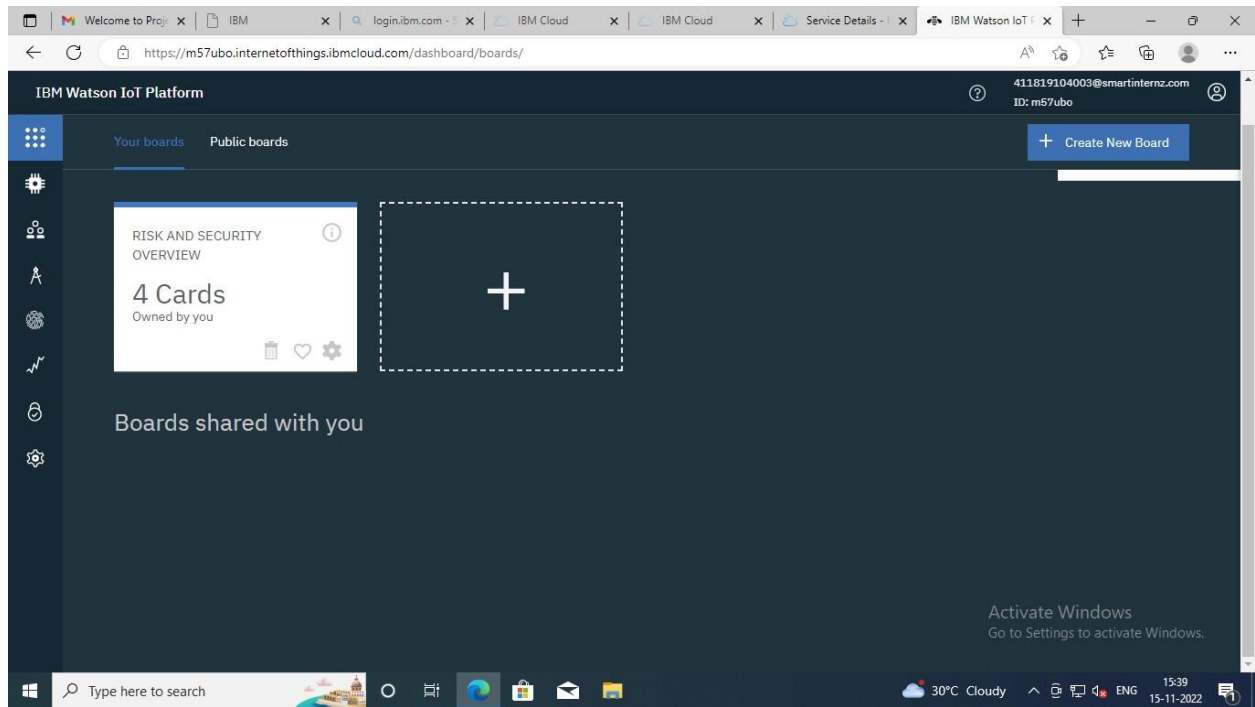 Welcome to Proj
IBM
login.ibm.com - S
IBM Cloud
IBM Cloud
Service Details - I
IBM Watson IoT P
https://m57ubo.internetofthings.ibmcloud.com/dashboard/boards/
IBM Watson IoT Platform
411819104003@smartinternz.com
ID: m57ubo
Your boards
Public boards
Create New Board
RISK AND SECURITY
OVERVIEW
4 Cards
Owned by you
Boards shared with you
Activate Windows
Go to Settings to activate Windows.
Type here to search
30°C Cloudy
ENG
15:39
15-11-2022